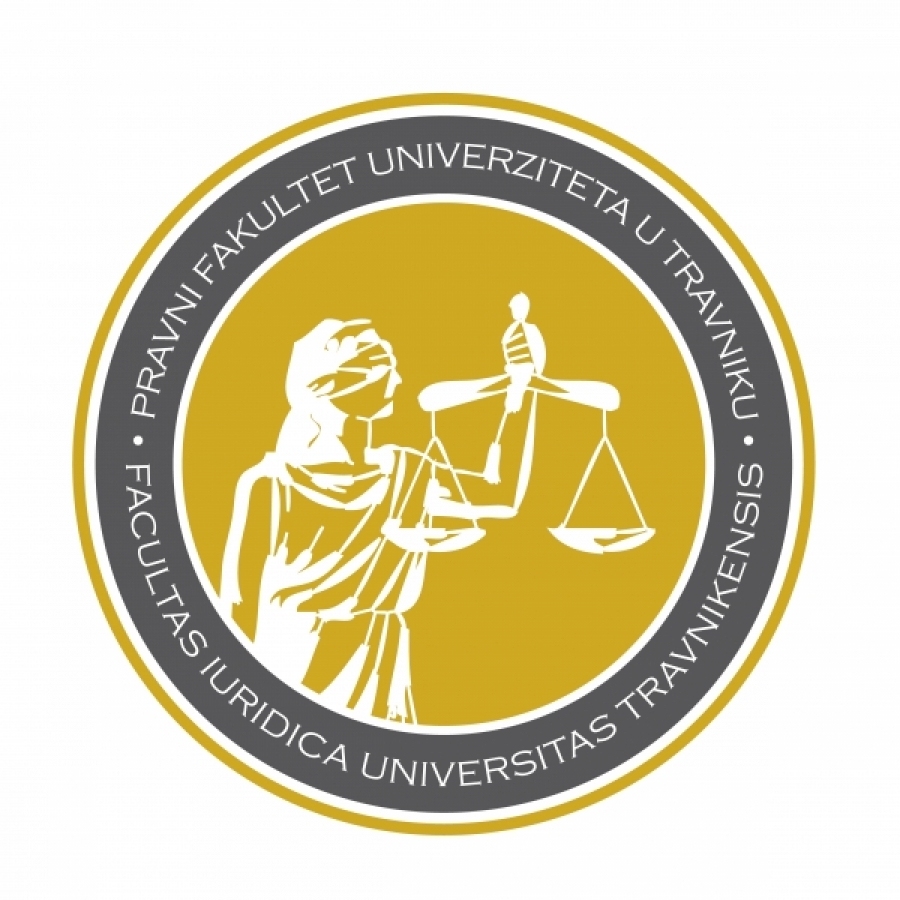 PRAVNI FAKULTET UNIVERZITETA U TRAVNIKU
FACULTAS IURIDICA UNIVERSITAS TRAVNIKENSIS